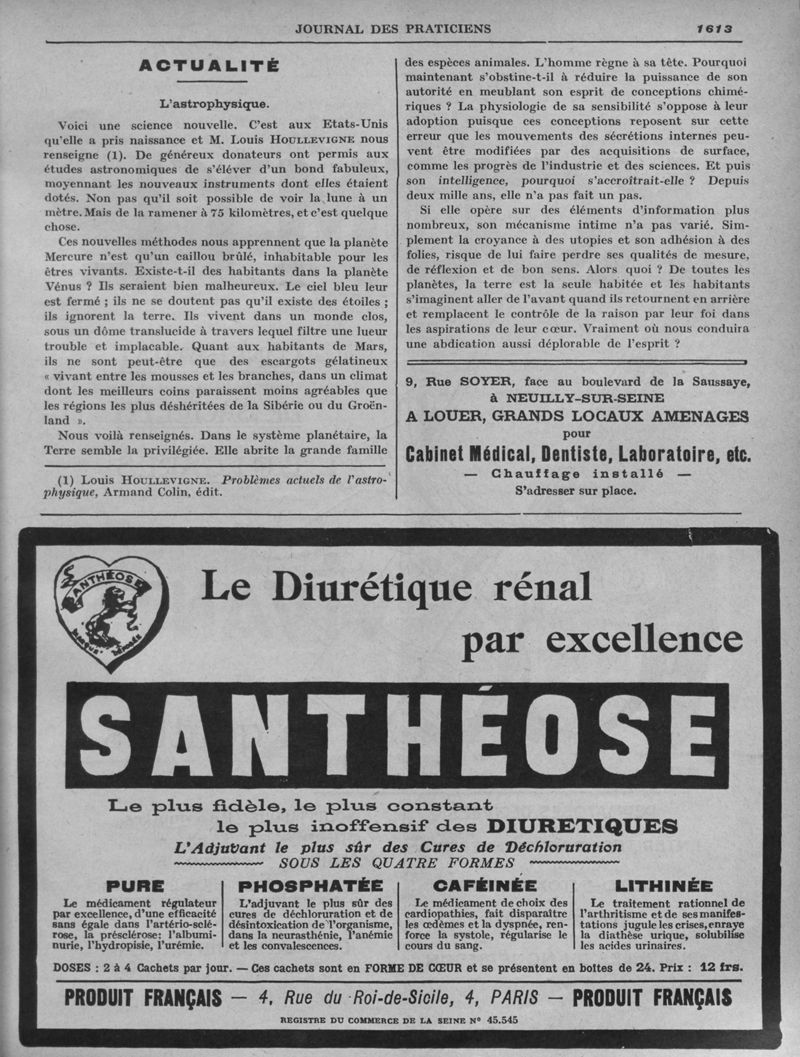 JOURNAL DES PRATICIENS
1613
ACTUALITÉ
L'astrophysique.
Voici une science nouvelle. C'est aux Etats-Unis
qu'elle a pris naissance et M. Louis HOULLEVIGNE nous
renseigne (1). De généreux donateurs ont permis aux
études astronomiques de s'éléver d'un bond fabuleux,
moyennant les nouveaux instruments dont elles étaient
dotés. Non pas qu'il soit possible de voir la lune à un
mètre. Mais de la ramener à 75 kilomètres, et c'est quelque
chose.
Ces nouvelles méthodes nous apprennent que la planète
Mercure n'est qu'un caillou brûlé, inhabitable pour les
êtres vivants. Existe-t-il des habitants dans la planète
Vénus ? Ils seraient bien malheureux. Le ciel bleu leur
est fermé ; ils ne se doutent pas qu'il existe des étoiles ;
ils ignorent la terre. Ils vivent dans un monde clos,
sous un dôme translucide à travers lequel filtre une lueur
trouble et implacable. Quant aux habitants de Mars,
ils ne sont peut-être que des escargots gélatineux
« vivant entre les mousses et les branches, dans un climat
dont les meilleurs coins paraissent moins agréables que
les régions les plus déshéritées de la Sibérie ou du Groën-
land ».
Nous voilà renseignés. Dans le système planétaire, la
Terre semble la privilégiée. Elle abrite la grande famille
(1) Louis HOULLEVIGNE. Problèmes actuels de l'astro-
physique, Armand Colin, édit.
des espèces animales. L'homme règne à sa tête. Pourquoi
maintenant s'obstine-t-il à réduire la puissance de son
autorité en meublant son esprit de conceptions chimé-
riques ? La physiologie de sa sensibilité s'oppose à leur
adoption puisque ces conceptions reposent sur cette
erreur que les mouvements des sécrétions internes peu-
vent être modifiées par des acquisitions de surface,
comme les progrès de l'industrie et des sciences. Et puis
son intelligence, pourquoi s'accroîtrait-elle ? Depuis
deux mille ans, elle n'a pas fait un pas.
Si elle opère sur des éléments d'information plus
nombreux, son mécanisme intime n'a pas varié. Sim-
plement la croyance à des utopies et son adhésion à des
folies, risque de lui faire perdre ses qualités de mesure,
de réflexion et de bon sens. Alors quoi ? De toutes les
planètes, la terre est la seule habitée et les habitants
s'imaginent aller de l'avant quand ils retournent en arrière
et remplacent le contrôle de la raison par leur foi dans
les aspirations de leur cœur. Vraiment où nous conduira
une abdication aussi déplorable de l'esprit ?
9, Rue SOYER, face au boulevard de la Saussaye,
à NEUILLY-SUR-SEINE
A LOUER, GRANDS LOCAUX AMENAGES
pour
Cabinet Médical, Dentiste, Laboratoire, etc.
— Chauffage installé —
S'adresser sur place.
SANTHÉOSE
MARQUE DÉPOSÉE
Le Diurétique rénal
par excellence
SANTHÉOSE
Le plus fidèle, le plus constant
le plus inoffensif des DIURETIQUES
L'Adjuvant le plus sûr des Cures de Déchloruration
SOUS LES QUATRE FORMES
PURE
Le médicament régulateur
par excellence, d'une efficacité
sans égale dans l'artério-sclé-
rose, la présclérose; l'albumi-
nurie, l'hydropisie, l'urémie.
PHOSPHATÉE
L'adjuvant le plus sûr des
cures de déchloruration et de
désintoxication de l'organisme,
dans la neurasthénie, l'anémie
et les convalescences.
CAFÉINÉE
Le médicament de choix des
cardiopathies, fait disparaître
les œdèmes et la dyspnée, ren-
force la systole, régularise le
cours du sang.
LITHINÉE
Le traitement rationnel de
l'arthritisme et de ses manifes-
tations jugule les crises, enraye
la diathèse urique, solubilise
les acides urinaires.
DOSES : 2 à 4 Cachets par jour. — Ces cachets sont en FORME DE CŒUR et se présentent en boîtes de 24. Prix : 12 frs.
PRODUIT FRANÇAIS — 4, Rue du Roi-de-Sicile, 4, PARIS — PRODUIT FRANÇAIS
REGISTRE DU COMMERCE DE LA SEINE Nº 45.545